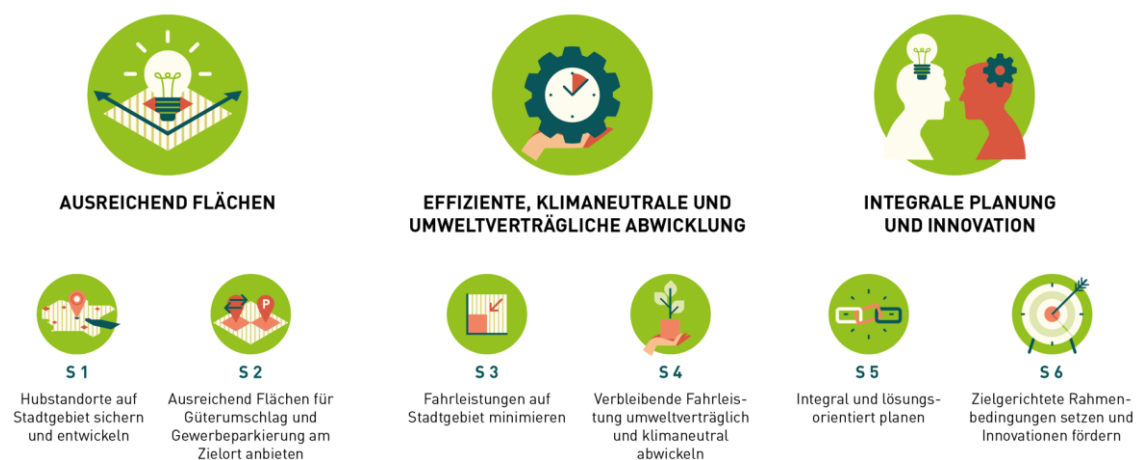 AUSREICHEND FLÄCHEN
EFFIZIENTE, KLIMANEUTRALE UND
UMWELTVERTRÄGLICHE ABWICKLUNG
INTEGRALE PLANUNG
UND INNOVATION
P
S 1
Hubstandorte auf
Stadtgebiet sichern
und entwickeln
S 2
Ausreichend Flächen für
Güterumschlag und
Gewerbeparkierung am
Zielort anbieten
S 3
Fahrleistungen auf
Stadtgebiet minimieren
S 4
Verbleibende Fahrleis-
tung umweltverträglich
und klimaneutral
abwickeln
S 5
Integral und lösungs-
orientiert planen
S 6
Zielgerichtete Rahmen-
bedingungen setzen und
Innovationen fördern